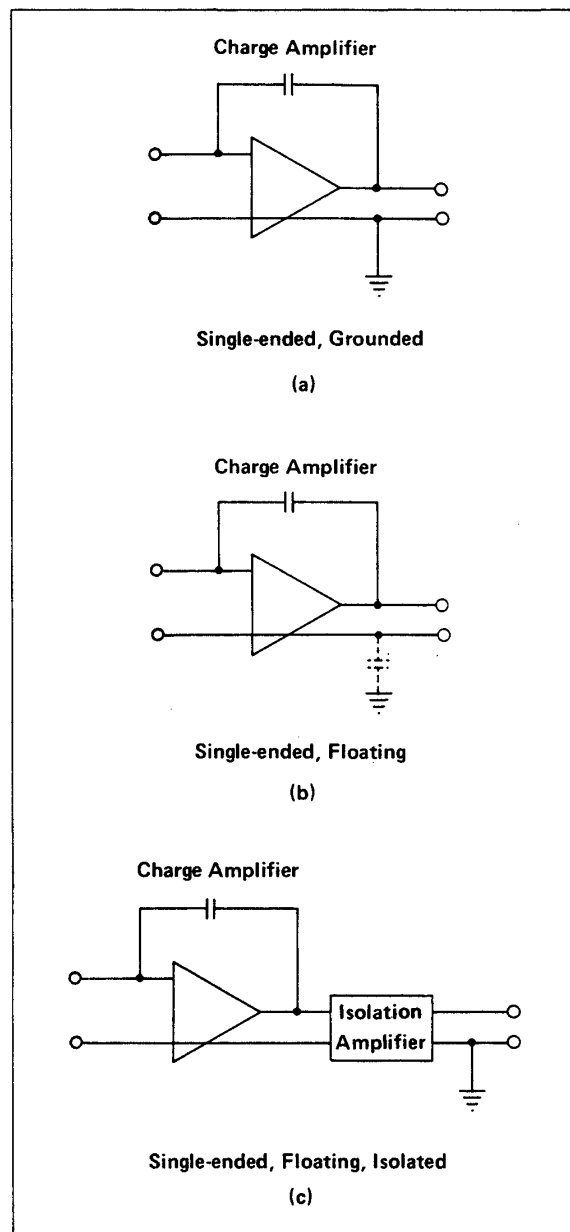 Charge Amplifier
Single-ended, Grounded
(a)
Charge Amplifier
Single-ended, Floating
(b)
Charge Amplifier
Isolation
Amplifier
Single-ended, Floating, Isolated
(c)